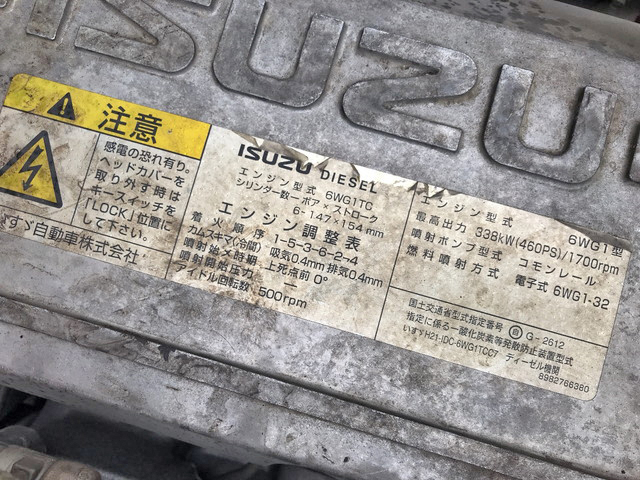 ISUZU
注意
感電の恐れ有り。
ヘッドカバーを
取り外す時は
キースイッチを
「LOCK」位置に
して下さい。
いすゞ自動車株式会社
ISUZU DIESEL
エンジン型式 6WG1TC
シリンダ数-ボア×ストローク
6-147×154mm
エンジン調整表
着火順序 1-5-3-6-2-4
カムスキマ(冷間) 吸気0.4mm 排気0.4mm
噴射始メ時期 上死点前 0°
噴射開始圧力 —
アイドル回転数 500rpm
エンジン型式 6WG1型
最高出力 338kW(460PS)/1700rpm
噴射ポンプ型式 コモンレール
燃料噴射方式 電子式 6WG1-32
国土交通省型式指定番号 自 G-2612
指定に係る一酸化炭素等発散防止装置型式
いすゞH21-IDC-6WG1TCC7 ディーゼル機関
8982766380